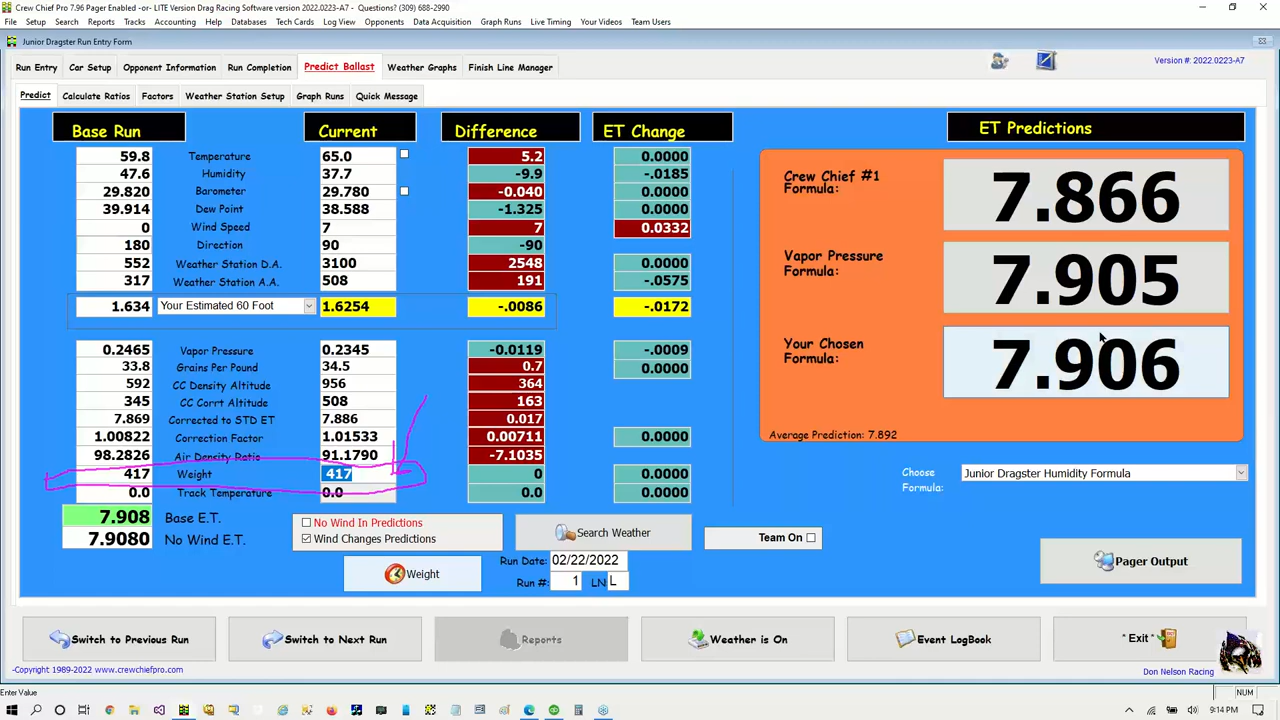 Crew Chief Pro 7.96 Pager Enabled -or- LITE Version Drag Racing Software version 2022.0223-A7 - Questions? (309) 688-2990
File Setup Search Reports Tracks Accounting Help Databases Tech Cards Log View Opponents Data Acquisition Graph Runs Live Timing Your Videos Team Users
Junior Dragster Run Entry Form
Run Entry Car Setup Opponent Information Run Completion Predict Ballast Weather Graphs Finish Line Manager Version #: 2022.0223-A7
Predict Calculate Ratios Factors Weather Station Setup Graph Runs Quick Message
Base Run Current Difference ET Change ET Predictions
59.8 Temperature 65.0 5.2 0.0000
47.6 Humidity 37.7 -9.9 -.0185
29.820 Barometer 29.780 -0.040 0.0000
39.914 Dew Point 38.588 -1.325 0.0000
0 Wind Speed 7 7 0.0332
180 Direction 90 -90
552 Weather Station D.A. 3100 2548 0.0000
317 Weather Station A.A. 508 191 -.0575
1.634 Your Estimated 60 Foot 1.6254 -.0086 -.0172
0.2465 Vapor Pressure 0.2345 -0.0119 -.0009
33.8 Grains Per Pound 34.5 0.7 0.0000
592 CC Density Altitude 956 364
345 CC Corrt Altitude 508 163
7.869 Corrected to STD ET 7.886 0.017
1.00822 Correction Factor 1.01533 0.00711 0.0000
98.2826 Air Density Ratio 91.1790 -7.1035
417 Weight 417 0 0.0000
0.0 Track Temperature 0.0 0.0 0.0000
7.908 Base E.T.
7.9080 No Wind E.T.
Crew Chief #1
Formula:
7.866
Vapor Pressure
Formula:
7.905
Your Chosen
Formula:
7.906
Average Prediction: 7.892
Choose
Formula:
Junior Dragster Humidity Formula
No Wind In Predictions
Wind Changes Predictions
Search Weather
Team On
Weight
Run Date: 02/22/2022
Run #: 1 LN: L
Pager Output
Switch to Previous Run Switch to Next Run Reports Weather is On Event LogBook * Exit *
-Copyright 1989-2022 www.crewchiefpro.com Don Nelson Racing
Enter Value NUM
9:14 PM